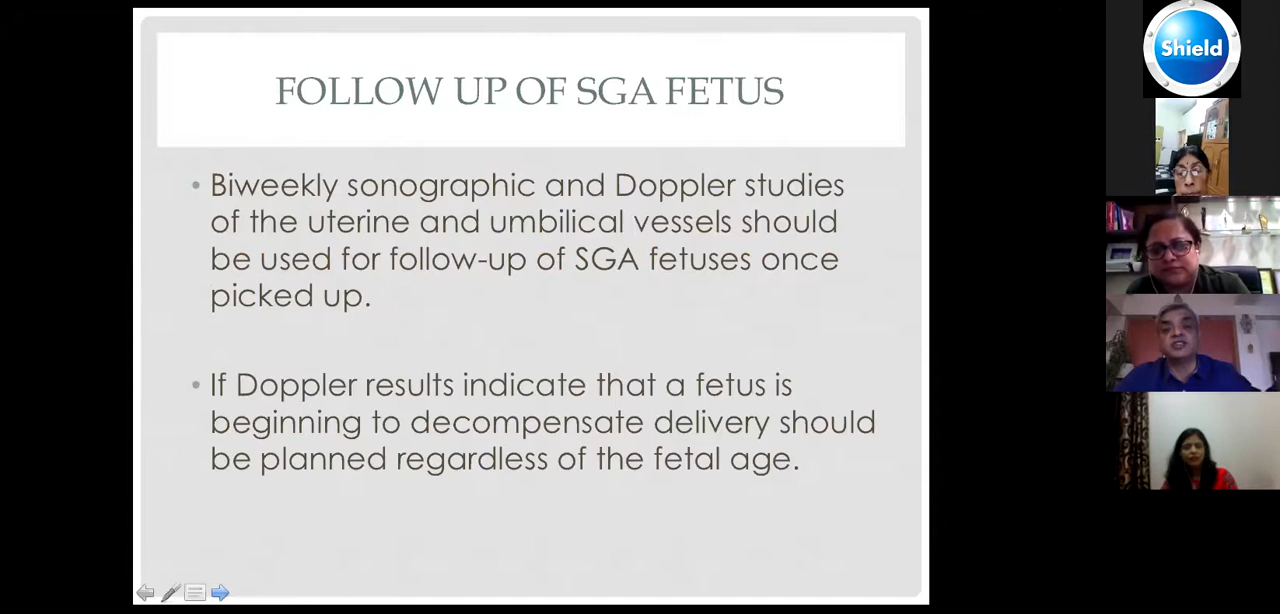 FOLLOW UP OF SGA FETUS
• Biweekly sonographic and Doppler studies
of the uterine and umbilical vessels should
be used for follow-up of SGA fetuses once
picked up.
• If Doppler results indicate that a fetus is
beginning to decompensate delivery should
be planned regardless of the fetal age.
Shield